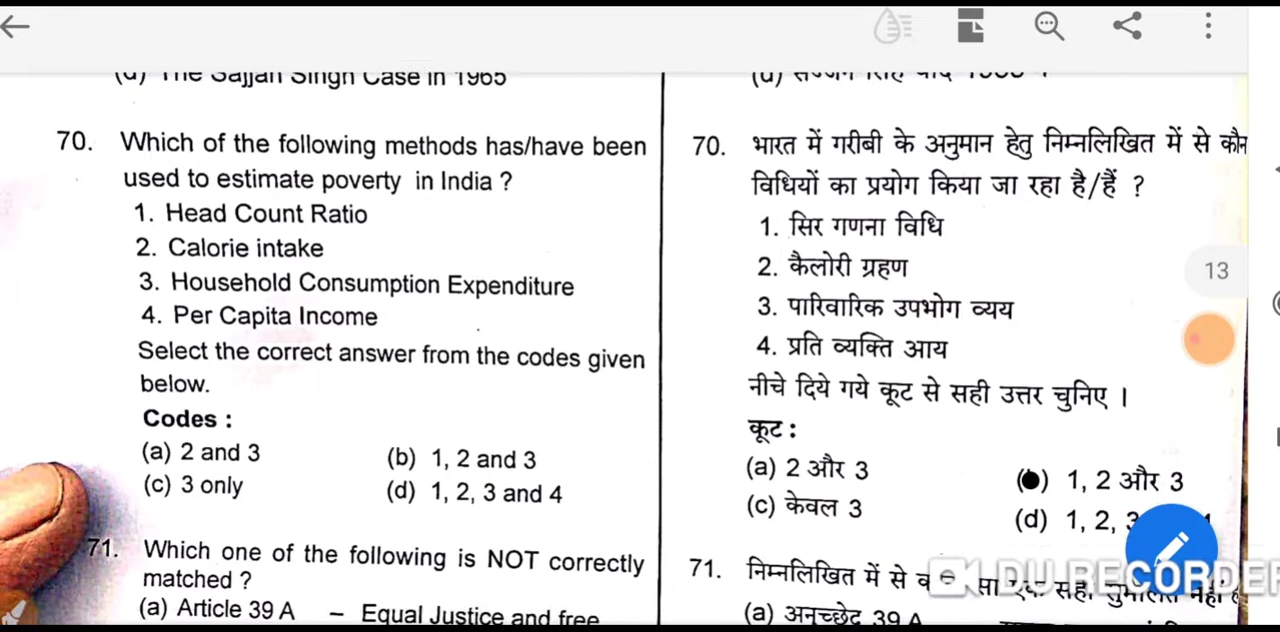 (d) The Sajjan Singh Case in 1965
70. Which of the following methods has/have been
used to estimate poverty in India ?
1. Head Count Ratio
2. Calorie intake
3. Household Consumption Expenditure
4. Per Capita Income
Select the correct answer from the codes given
below.
Codes :
(a) 2 and 3
(b) 1, 2 and 3
(c) 3 only
(d) 1, 2, 3 and 4
71. Which one of the following is NOT correctly
matched ?
(a) Article 39 A – Equal Justice and free
(d) सज्जन सिंह वाद
70. भारत में गरीबी के अनुमान हेतु निम्नलिखित में से कौन
विधियों का प्रयोग किया जा रहा है/हैं ?
1. सिर गणना विधि
2. कैलोरी ग्रहण
3. पारिवारिक उपभोग व्यय
4. प्रति व्यक्ति आय
नीचे दिये गये कूट से सही उत्तर चुनिए ।
कूट :
(a) 2 और 3
1, 2 और 3
(c) केवल 3
(d) 1, 2,
71. निम्नलिखित में से
(a) अनुच्छेद 39 A
13
DU RECORDER